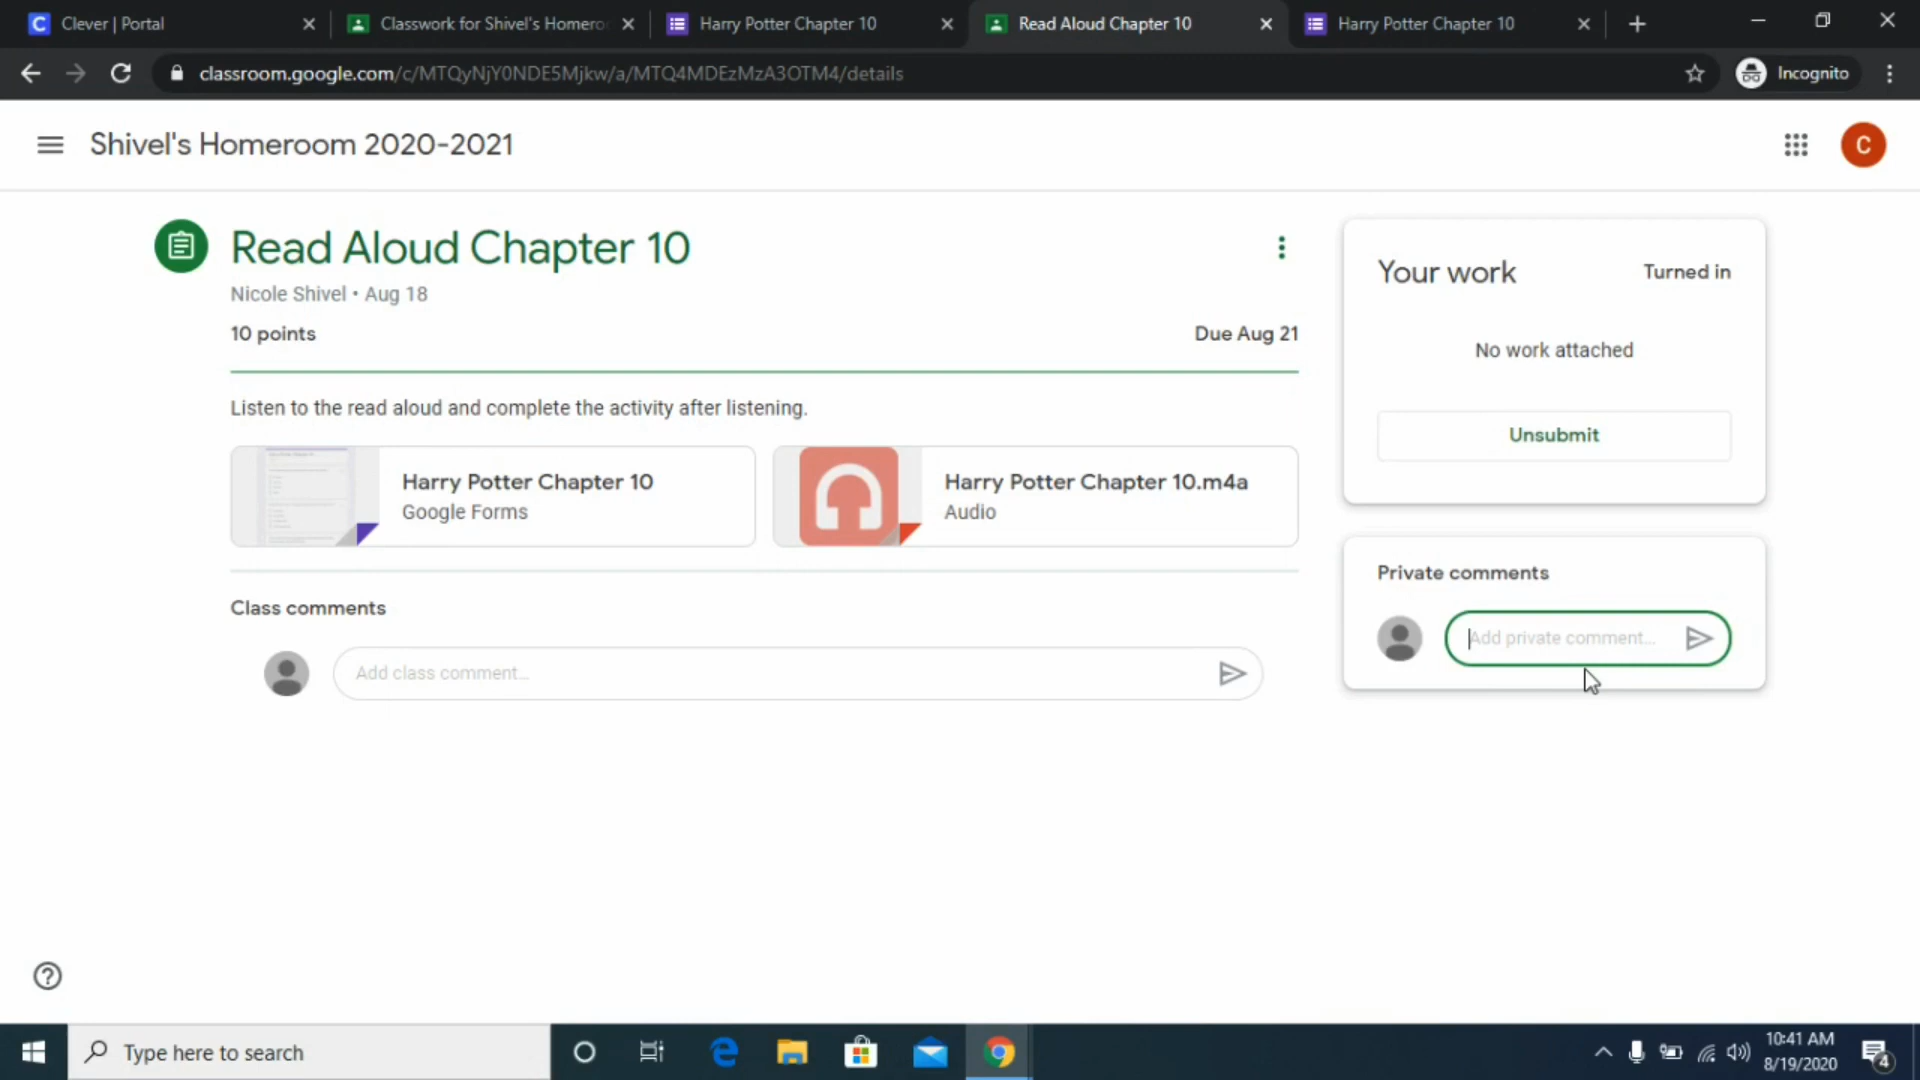 Clever | Portal
Classwork for Shivel's Homero
Harry Potter Chapter 10
Read Aloud Chapter 10
Harry Potter Chapter 10
classroom.google.com/c/MTQyNjY0NDE5Mjkw/a/MTQ4MDEzMzA3OTM4/details
Incognito
Shivel's Homeroom 2020-2021
C
Read Aloud Chapter 10
Nicole Shivel • Aug 18
10 points
Due Aug 21
Listen to the read aloud and complete the activity after listening.
Harry Potter Chapter 10
Google Forms
Harry Potter Chapter 10.m4a
Audio
Class comments
Add class comment...
Your work
Turned in
No work attached
Unsubmit
Private comments
Add private comment...
Type here to search
10:41 AM
8/19/2020
4